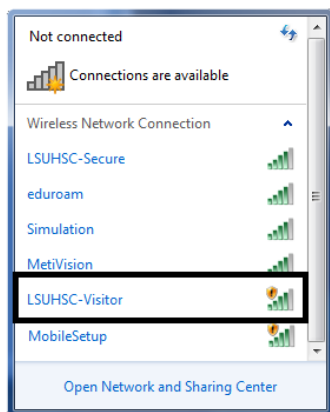 Not connected
Connections are available
Wireless Network Connection
LSUHSC-Secure
eduroam
Simulation
MetiVision
LSUHSC-Visitor
MobileSetup
Open Network and Sharing Center